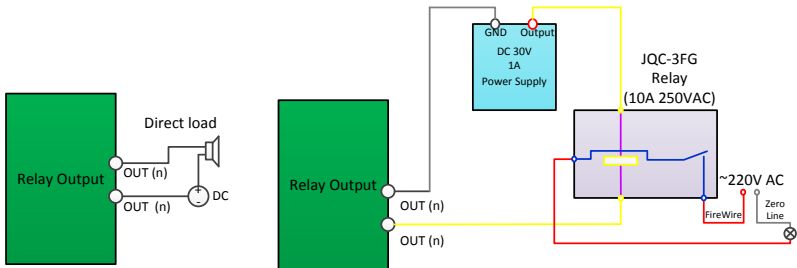 Relay Output
Direct load
OUT (n)
OUT (n)
+
-
DC
Relay Output
OUT (n)
OUT (n)
GND
Output
DC 30V
1A
Power Supply
JQC-3FG
Relay
(10A 250VAC)
~220V AC
FireWire
Zero
Line